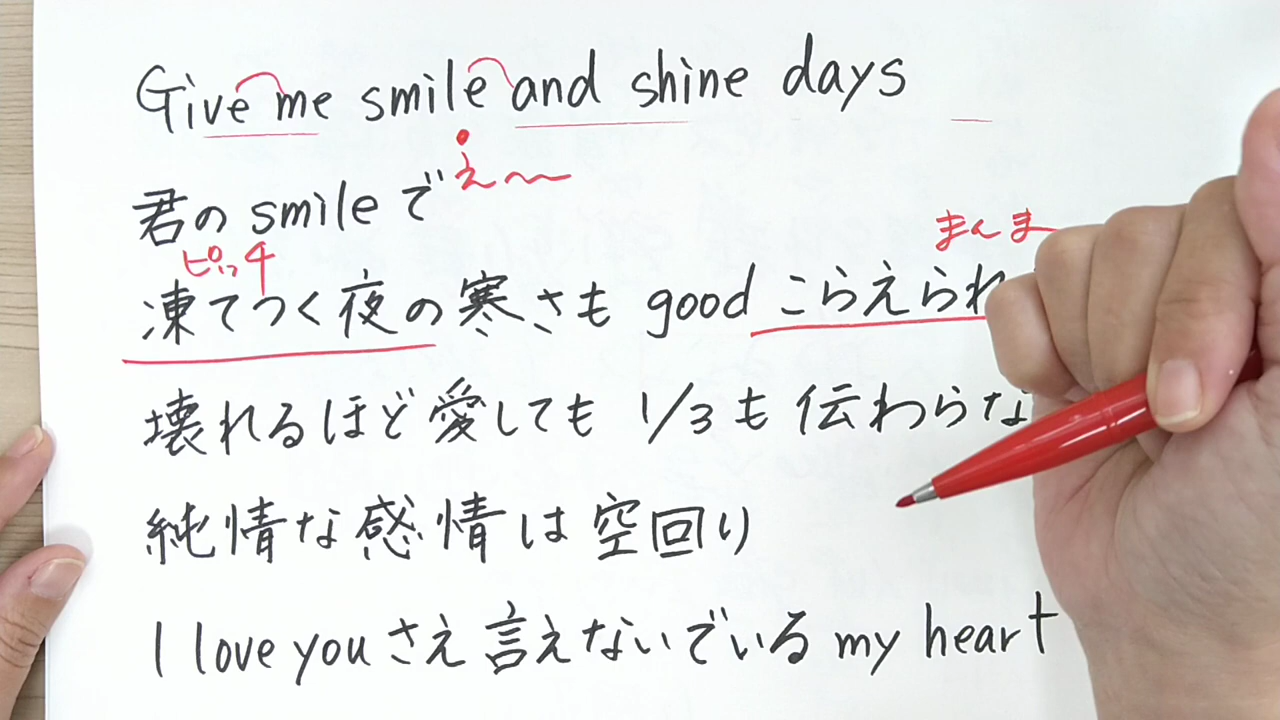 Give me smile and shine days
え〜
君の smile で
ピッチ
まんま
凍てつく夜の寒さも good こらえられ
壊れるほど愛しても 1/3も伝わらな
純情な感情は空回り
I love you さえ言えないでいる my heart